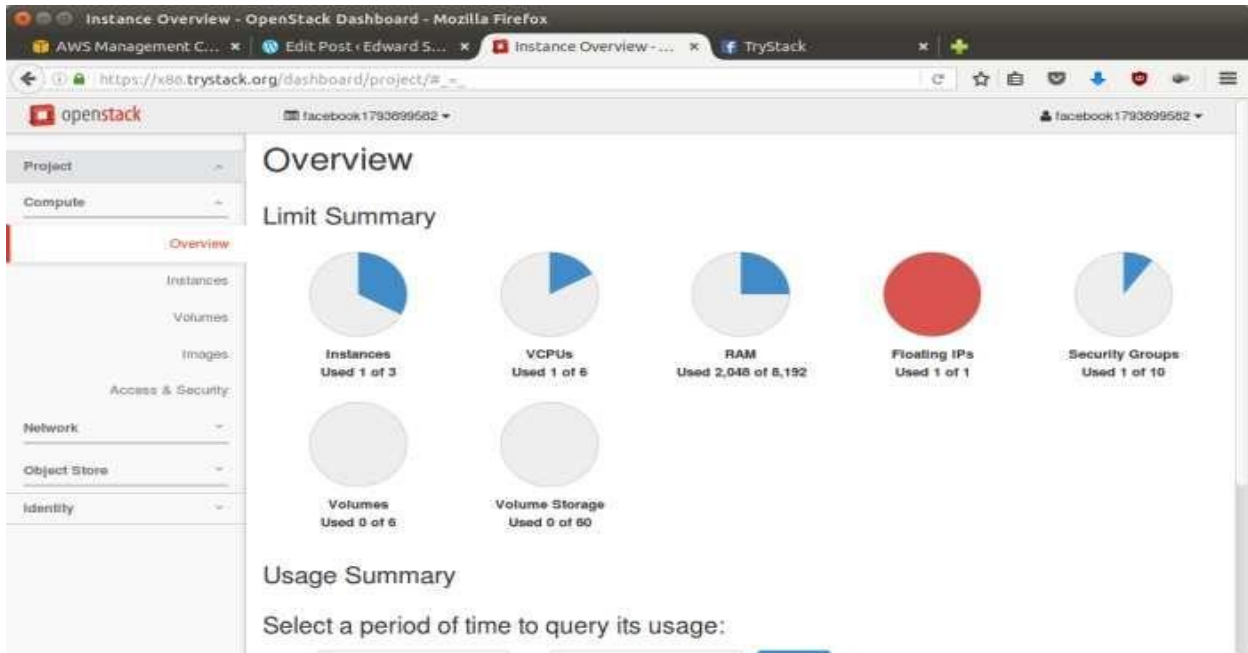 Instance Overview - OpenStack Dashboard - Mozilla Firefox
AWS Management C... Edit Post ‹ Edward S... Instance Overview - ... TryStack
https://x86.trystack.org/dashboard/project/#_=_
openstack facebook1793899582 facebook1793899582
Project
Compute
Overview
Instances
Volumes
Images
Access & Security
Network
Object Store
Identity
Overview
Limit Summary
Instances
Used 1 of 3
VCPUs
Used 1 of 6
RAM
Used 2,048 of 8,192
Floating IPs
Used 1 of 1
Security Groups
Used 1 of 10
Volumes
Used 0 of 6
Volume Storage
Used 0 of 60
Usage Summary
Select a period of time to query its usage: